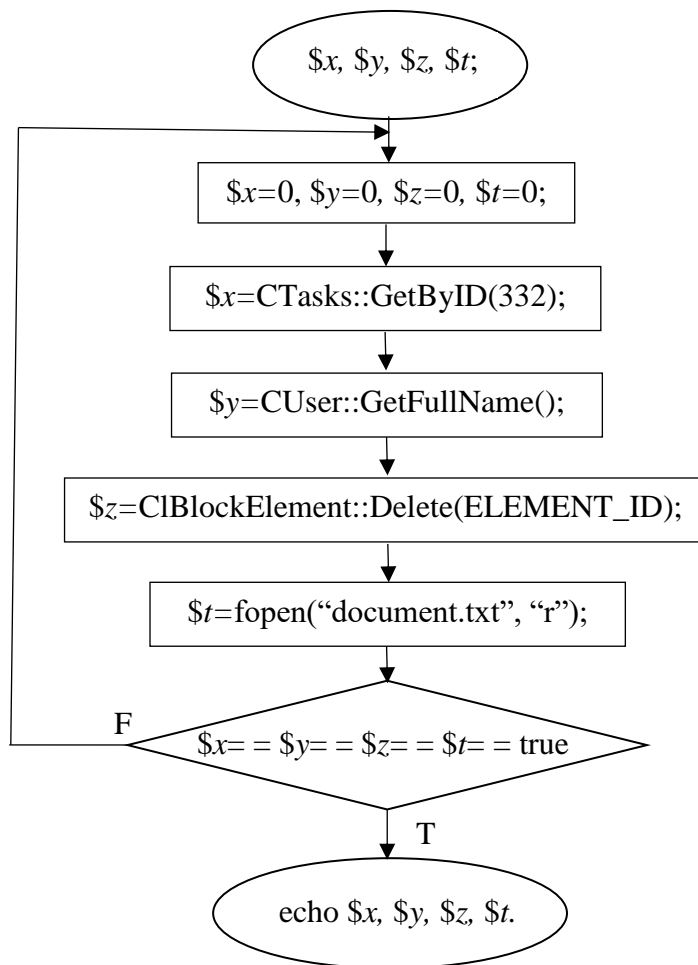 $x, $y, $z, $t;
$x=0, $y=0, $z=0, $t=0;
$x=CTasks::GetByID(332);
$y=CUser::GetFullName();
$z=ClBlockElement::Delete(ELEMENT_ID);
$t=fopen(“document.txt”, “r”);
F
$x= = $y= = $z= = $t= = true
T
echo $x, $y, $z, $t.